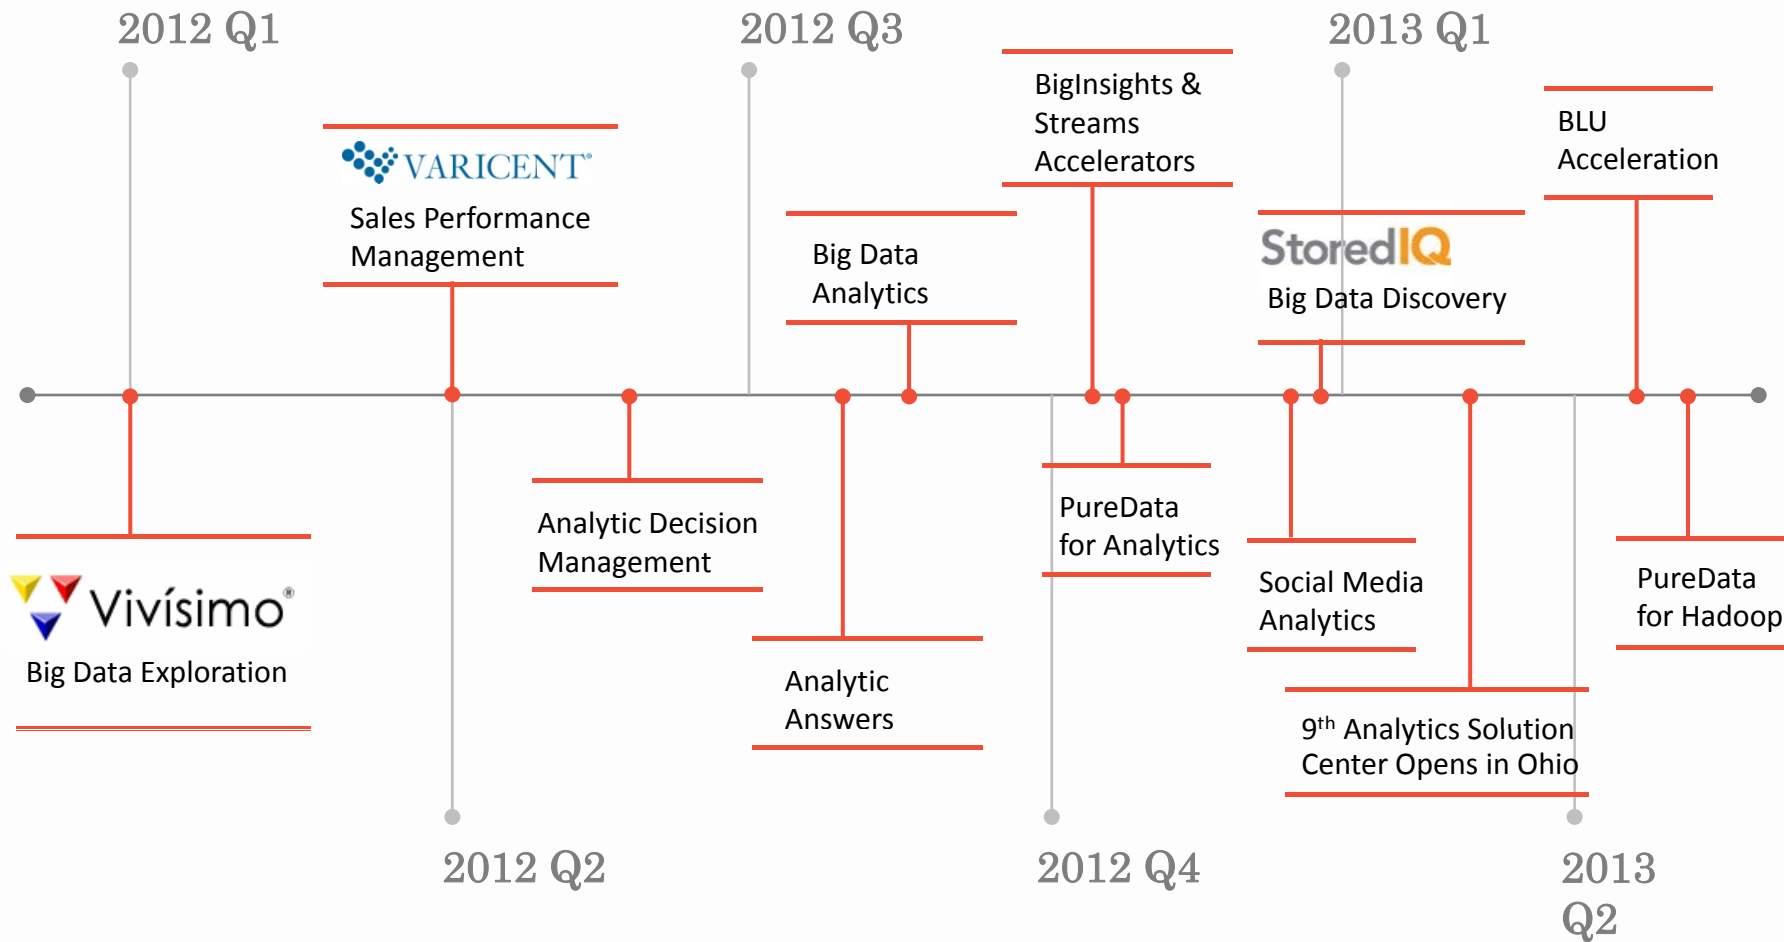 2012 Q1
2012 Q3
2013 Q1
VARICENT®
Sales Performance
Management
Big Data
Analytics
BigInsights &
Streams
Accelerators
StoredIQ
Big Data Discovery
BLU
Acceleration
Vivísimo®
Big Data Exploration
Analytic Decision
Management
Analytic
Answers
PureData
for Analytics
Social Media
Analytics
9th Analytics Solution
Center Opens in Ohio
PureData
for Hadoop
2012 Q2
2012 Q4
2013
Q2